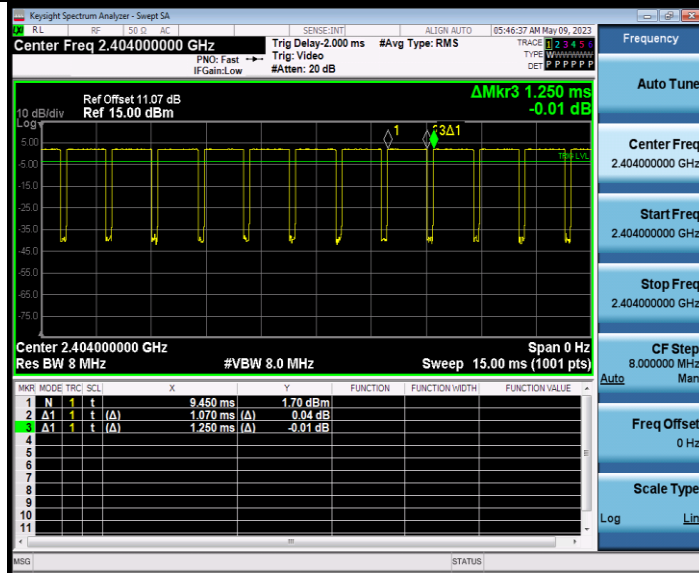 Keysight Spectrum Analyzer - Swept SA
RL RF 50 Ω AC SENSE:INT ALIGN AUTO 05:46:37 AM May 09, 2023
Center Freq 2.404000000 GHz
PNO: Fast
IFGain:Low
Trig Delay-2.000 ms
Trig: Video
#Atten: 20 dB
#Avg Type: RMS
TRACE 1 2 3 4 5 6
TYPE WWWWWW
DET P P P P P
Ref Offset 11.07 dB
10 dB/div Ref 15.00 dBm
Log
ΔMkr3 1.250 ms
-0.01 dB
1
3Δ1
5.00
TRIG LVL
-5.00
-15.0
-25.0
-35.0
-45.0
-55.0
-65.0
-75.0
Center 2.404000000 GHz Span 0 Hz
Res BW 8 MHz #VBW 8.0 MHz Sweep 15.00 ms (1001 pts)
MKR MODE TRC SCL X Y FUNCTION FUNCTION WIDTH FUNCTION VALUE
1 N 1 t 9.450 ms 1.70 dBm
2 Δ1 1 t (Δ) 1.070 ms (Δ) 0.04 dB
3 Δ1 1 t (Δ) 1.250 ms (Δ) -0.01 dB
4
5
6
7
8
9
10
11
MSG STATUS
Frequency
Auto Tune
Center Freq
2.404000000 GHz
Start Freq
2.404000000 GHz
Stop Freq
2.404000000 GHz
CF Step
8.000000 MHz
Auto Man
Freq Offset
0 Hz
Scale Type
Log Lin